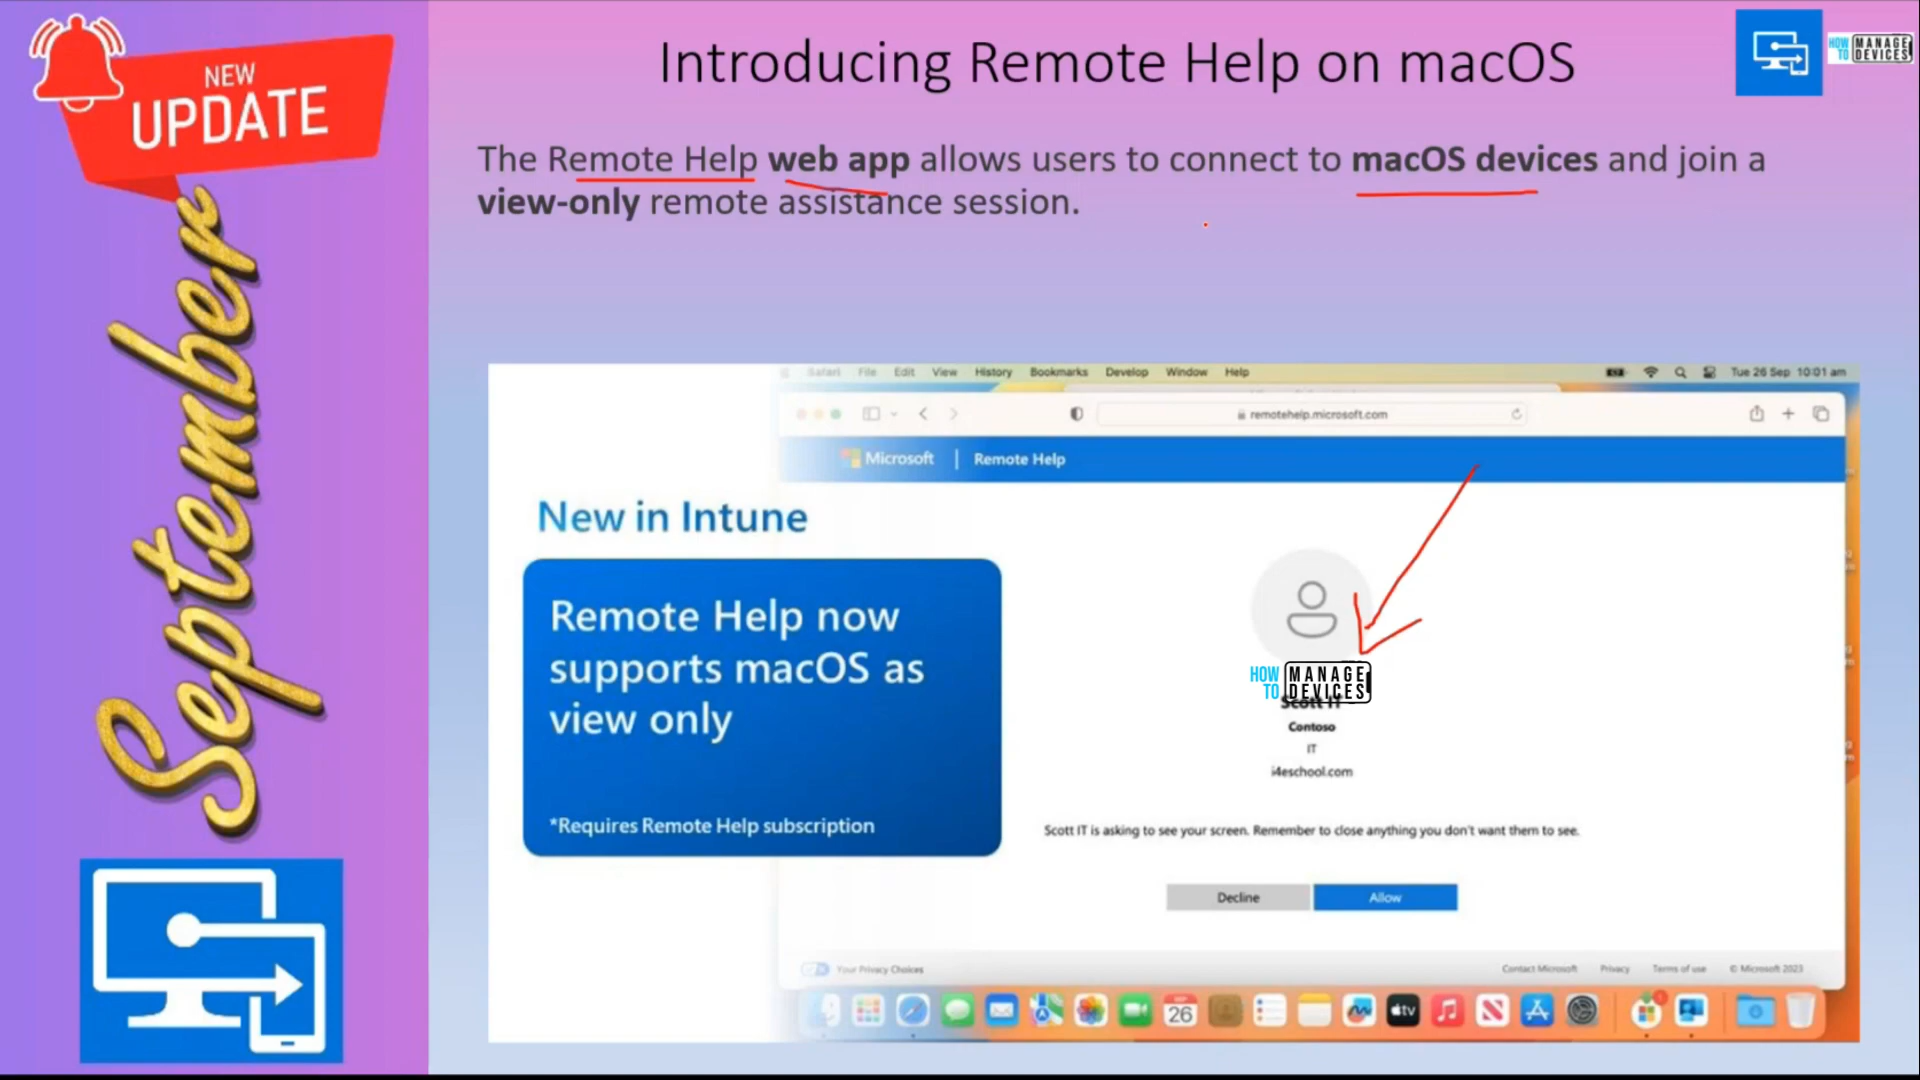 NEW
UPDATE
September
Introducing Remote Help on macOS
HOW TO MANAGE DEVICES
The Remote Help web app allows users to connect to macOS devices and join a
view-only remote assistance session.
Safari File Edit View History Bookmarks Develop Window Help Tue 26 Sep 10:01 am
remotehelp.microsoft.com
Microsoft | Remote Help
New in Intune
Remote Help now
supports macOS as
view only
*Requires Remote Help subscription
HOW TO MANAGE DEVICES
Scott IT
Contoso
IT
i4eschool.com
Scott IT is asking to see your screen. Remember to close anything you don't want them to see.
Decline Allow
Your Privacy Choices Contact Microsoft Privacy Terms of use © Microsoft 2023
26
tv